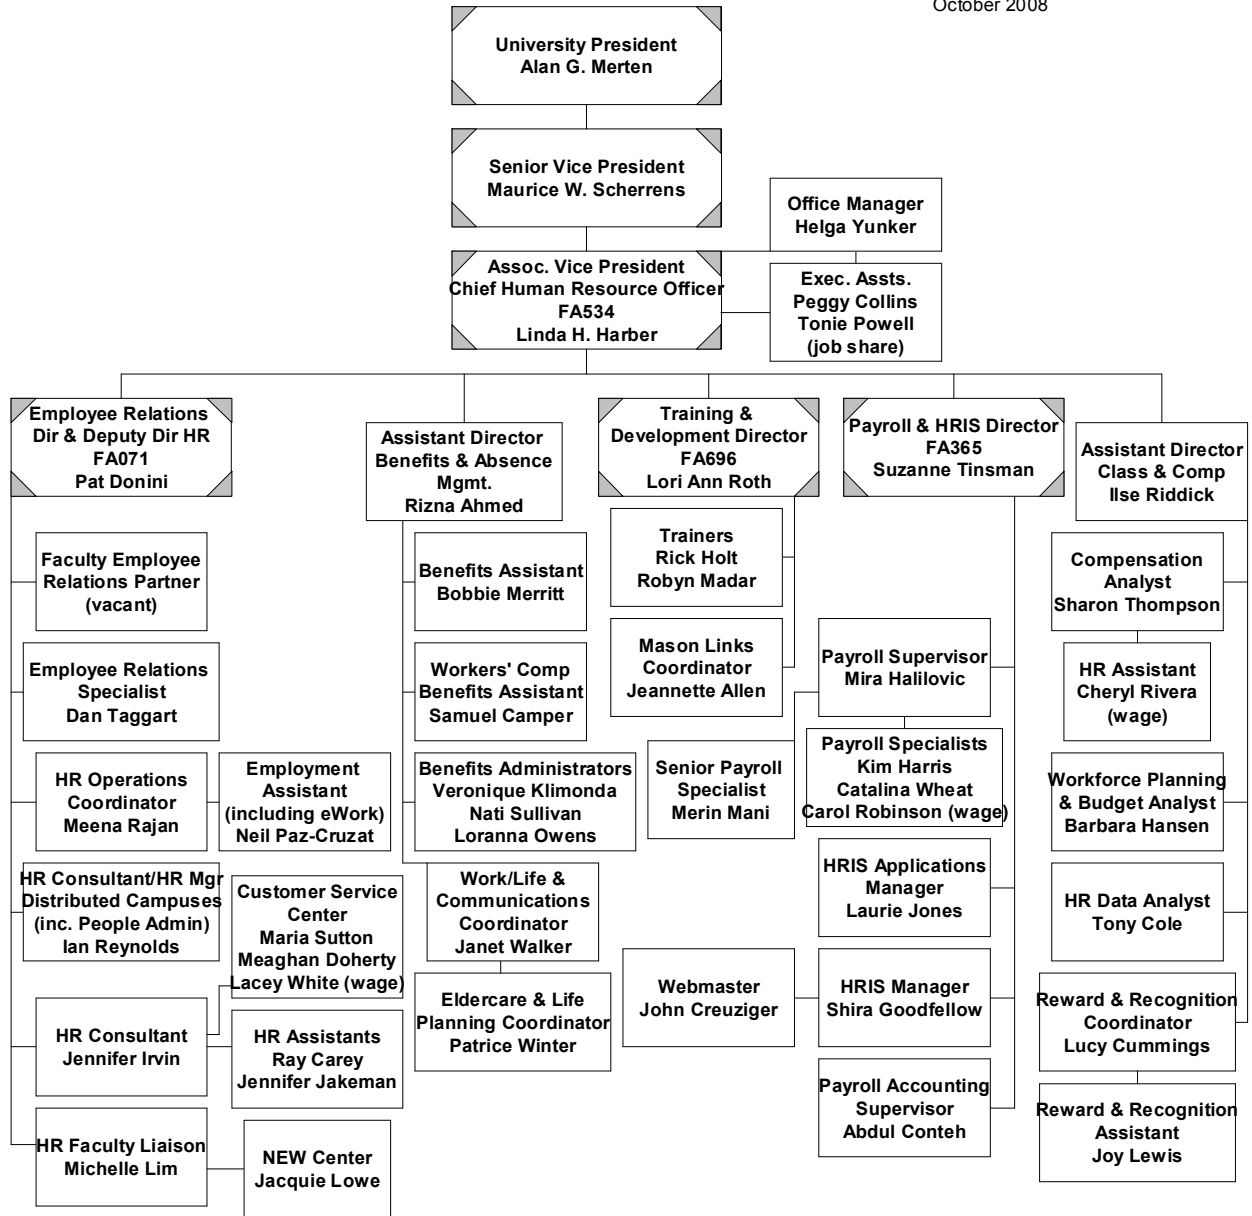 October 2008
University President
Alan G. Merten
Senior Vice President
Maurice W. Scherrens
Office Manager
Helga Yunker
Assoc. Vice President
Chief Human Resource Officer
FA534
Linda H. Harber
Exec. Assts.
Peggy Collins
Tonie Powell
(job share)
Employee Relations
Dir & Deputy Dir HR
FA071
Pat Donini
Assistant Director
Benefits & Absence
Mgmt.
Rizna Ahmed
Training &
Development Director
FA696
Lori Ann Roth
Payroll & HRIS Director
FA365
Suzanne Tinsman
Assistant Director
Class & Comp
Ilse Riddick
Faculty Employee
Relations Partner
(vacant)
Employee Relations
Specialist
Dan Taggart
HR Operations
Coordinator
Meena Rajan
Employment
Assistant
(including eWork)
Neil Paz-Cruzat
HR Consultant/HR Mgr
Distributed Campuses
(inc. People Admin)
Ian Reynolds
Customer Service
Center
Maria Sutton
Meaghan Doherty
Lacey White (wage)
HR Consultant
Jennifer Irvin
HR Assistants
Ray Carey
Jennifer Jakeman
HR Faculty Liaison
Michelle Lim
NEW Center
Jacquie Lowe
Benefits Assistant
Bobbie Merritt
Workers' Comp
Benefits Assistant
Samuel Camper
Benefits Administrators
Veronique Klimonda
Nati Sullivan
Loranna Owens
Work/Life &
Communications
Coordinator
Janet Walker
Eldercare & Life
Planning Coordinator
Patrice Winter
Trainers
Rick Holt
Robyn Madar
Mason Links
Coordinator
Jeannette Allen
Payroll Supervisor
Mira Halilovic
Senior Payroll
Specialist
Merin Mani
Payroll Specialists
Kim Harris
Catalina Wheat
Carol Robinson (wage)
HRIS Applications
Manager
Laurie Jones
Webmaster
John Creuziger
HRIS Manager
Shira Goodfellow
Payroll Accounting
Supervisor
Abdul Conteh
Compensation
Analyst
Sharon Thompson
HR Assistant
Cheryl Rivera
(wage)
Workforce Planning
& Budget Analyst
Barbara Hansen
HR Data Analyst
Tony Cole
Reward & Recognition
Coordinator
Lucy Cummings
Reward & Recognition
Assistant
Joy Lewis